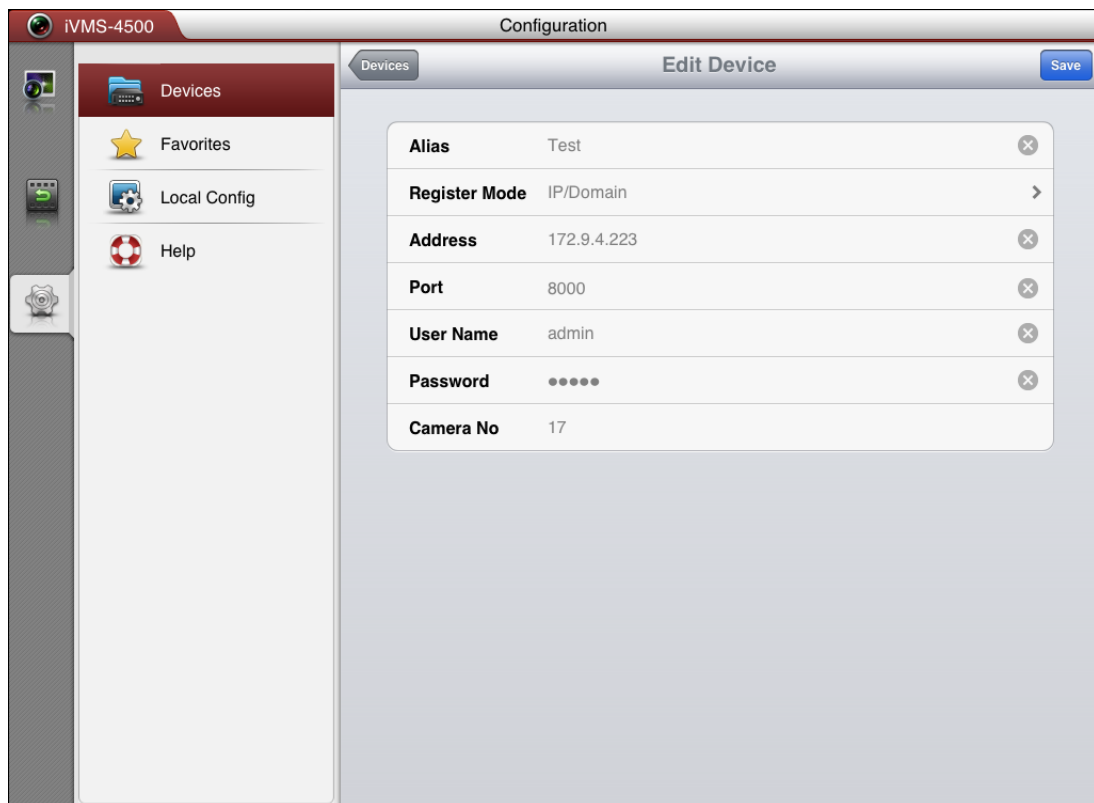 iVMS-4500
Configuration
Devices
Favorites
Local Config
Help
Devices
Edit Device
Save
Alias Test
Register Mode IP/Domain
Address 172.9.4.223
Port 8000
User Name admin
Password •••••
Camera No 17